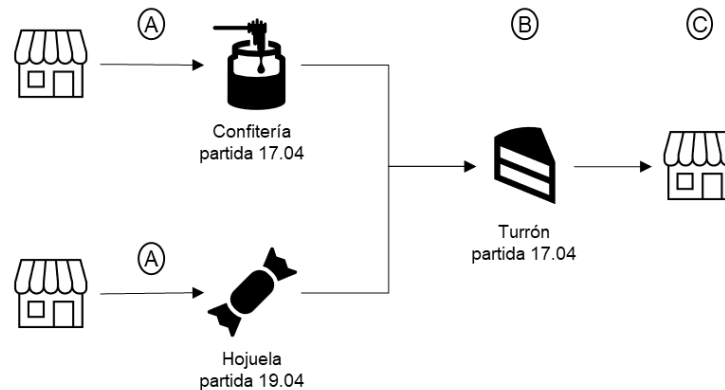 A
B
C
Confitería
partida 17.04
Turrón
partida 17.04
A
Hojuela
partida 19.04